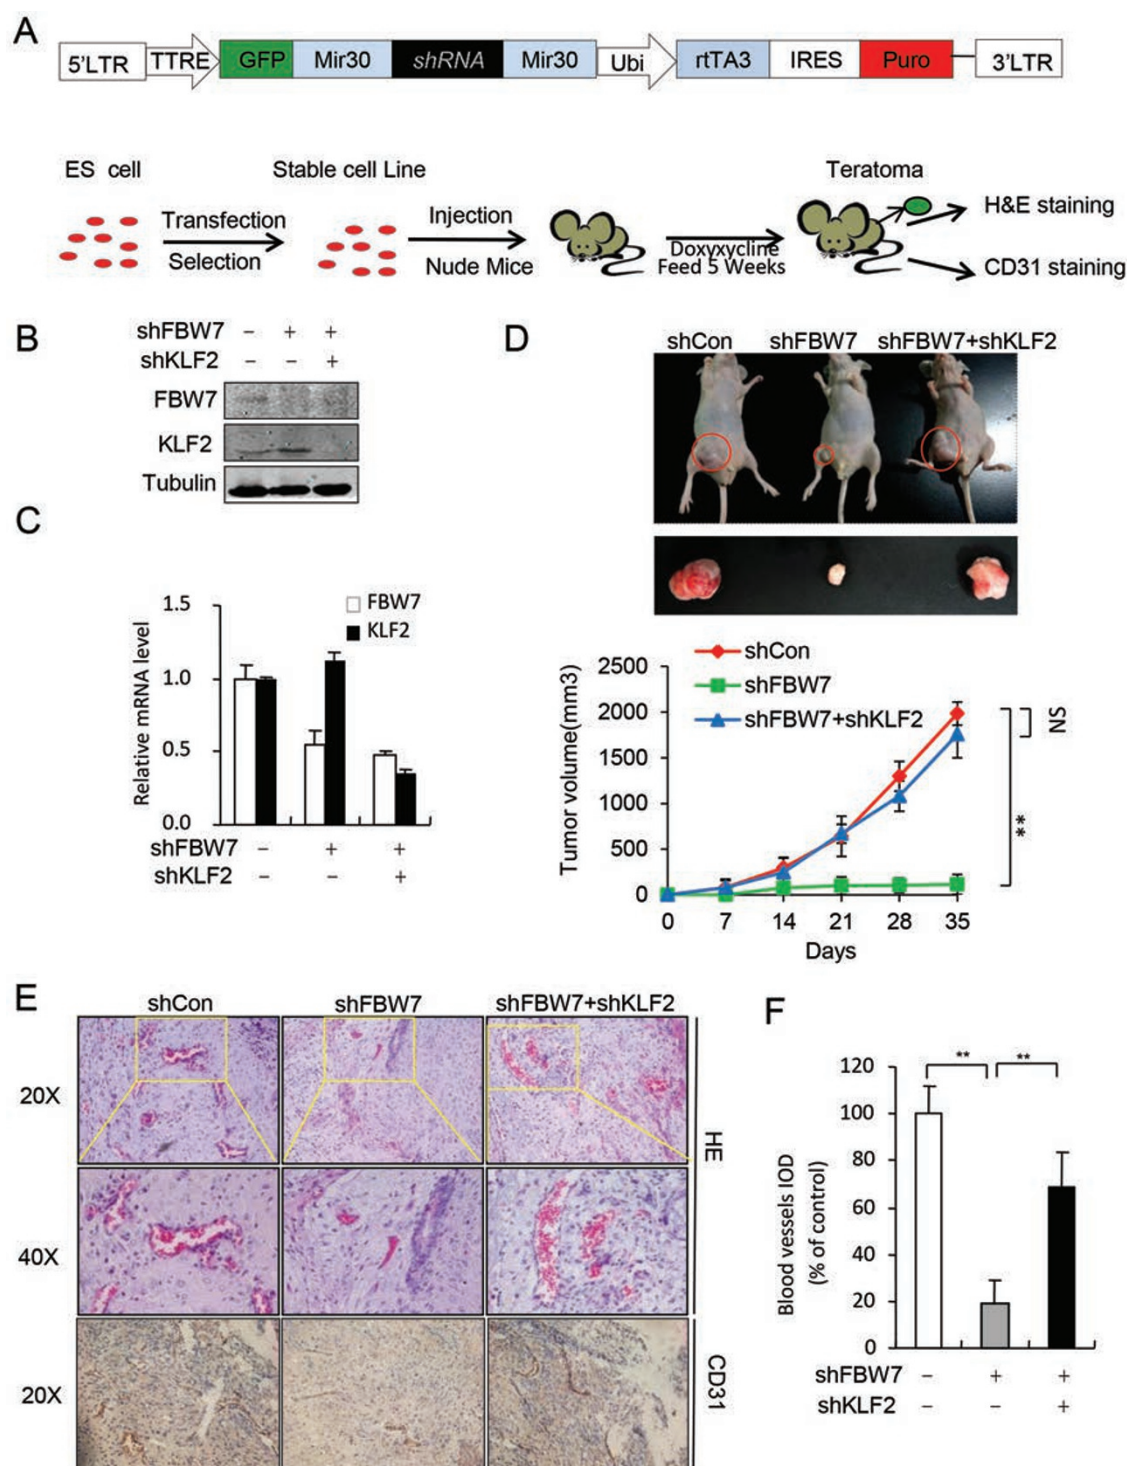 A
5'LTR TTRE GFP Mir30 shRNA Mir30 Ubi rtTA3 IRES Puro 3'LTR
ES cell Stable cell Line Teratoma
Transfection Injection H&E staining
Selection Nude Mice Doxyxycline CD31 staining
Feed 5 Weeks
B
shFBW7 – + +
shKLF2 – – +
FBW7
KLF2
Tubulin
C
Relative mRNA level
1.5
1.0
0.5
0.0
FBW7
KLF2
shFBW7 – + +
shKLF2 – – +
D
shCon shFBW7 shFBW7+shKLF2
Tumor volume(mm3)
2500
2000
1500
1000
500
0
shCon
shFBW7
shFBW7+shKLF2
NS
**
0 7 14 21 28 35
Days
E
shCon shFBW7 shFBW7+shKLF2
20X
40X
20X
HE
CD31
F
Blood vessels IOD
(% of control)
120
100
80
60
40
20
0
** **
shFBW7 – + +
shKLF2 – – +